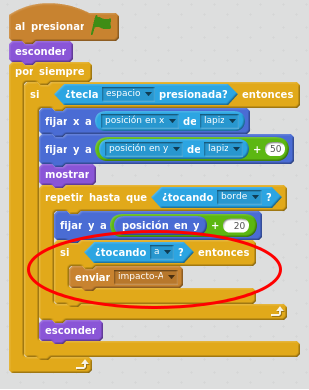 al presionar
esconder
por siempre
si ¿tecla espacio presionada? entonces
fijar x a posición en x de lapiz
fijar y a posición en y de lapiz + 50
mostrar
repetir hasta que ¿tocando borde ?
fijar y a posición en y + 20
si ¿tocando a ? entonces
enviar impacto-A
esconder